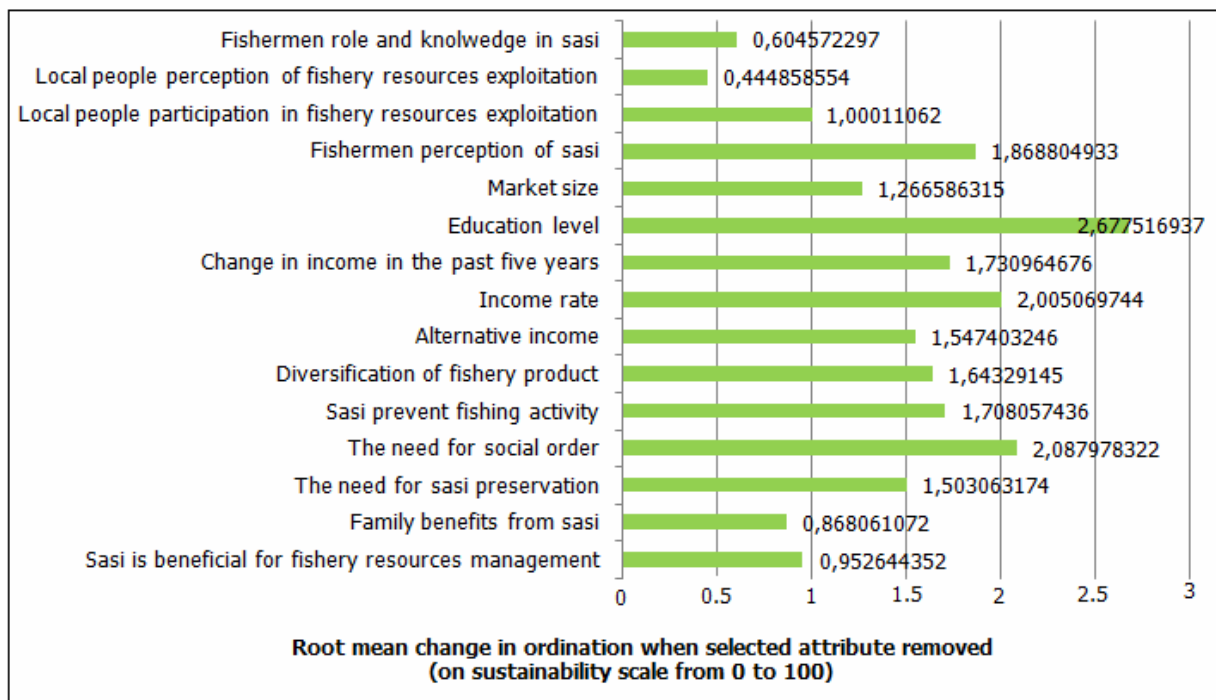 Fishermen role and knolwedge in sasi 0,604572297
Local people perception of fishery resources exploitation 0,444858554
Local people participation in fishery resources exploitation 1,00011062
Fishermen perception of sasi 1,868804933
Market size 1,266586315
Education level 2,677516937
Change in income in the past five years 1,730964676
Income rate 2,005069744
Alternative income 1,547403246
Diversification of fishery product 1,64329145
Sasi prevent fishing activity 1,708057436
The need for social order 2,087978322
The need for sasi preservation 1,503063174
Family benefits from sasi 0,868061072
Sasi is beneficial for fishery resources management 0,952644352
0 0.5 1 1.5 2 2.5 3
Root mean change in ordination when selected attribute removed
(on sustainability scale from 0 to 100)